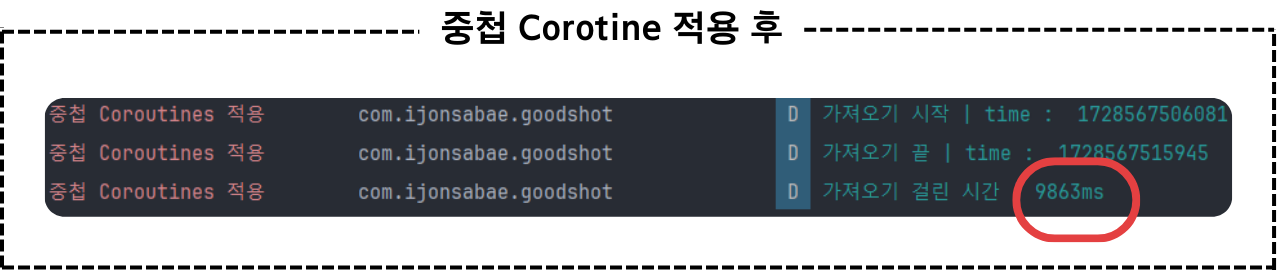 중첩 Corotine 적용 후
중첩 Coroutines 적용 com.ijonsabae.goodshot D 가져오기 시작 | time : 1728567506081
중첩 Coroutines 적용 com.ijonsabae.goodshot D 가져오기 끝 | time : 1728567515945
중첩 Coroutines 적용 com.ijonsabae.goodshot D 가져오기 걸린 시간 9863ms